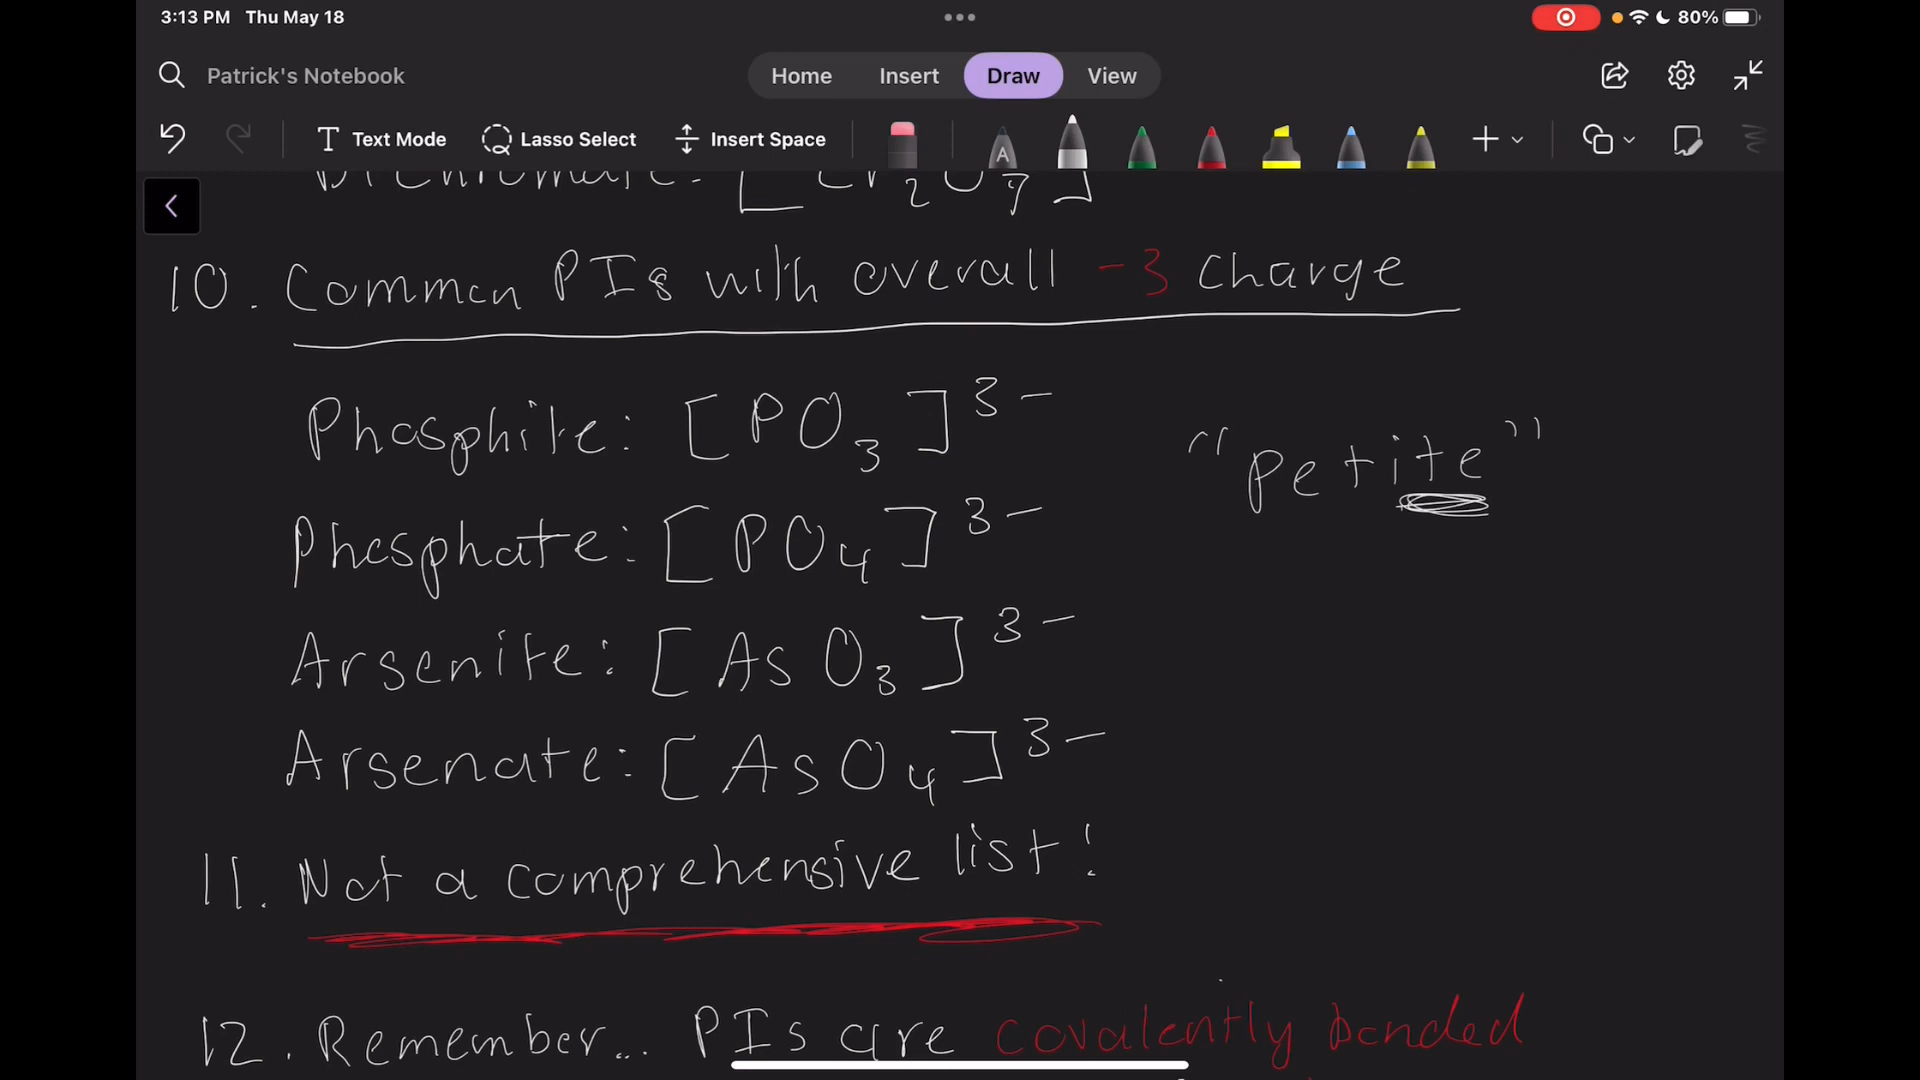 3:13 PM Thu May 18
80%
Patrick's Notebook
Home Insert Draw View
Text Mode Lasso Select Insert Space
A
Dichromate: [Cr2O7]
10. Common PIs with overall -3 charge
Phosphite: [PO3]3-
"petite"
Phosphate: [PO4]3-
Arsenite: [AsO3]3-
Arsenate: [AsO4]3-
11. Not a comprehensive list!
12. Remember... PIs are covalently bonded